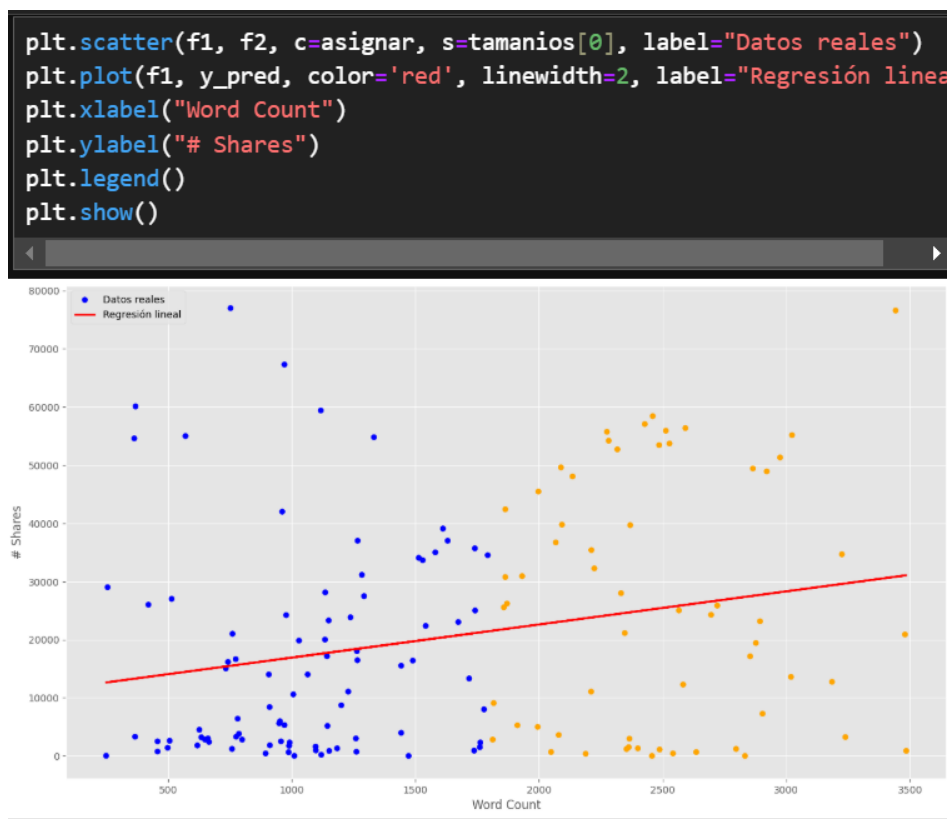 plt.scatter(f1, f2, c=asignar, s=tamanios[0], label="Datos reales")
plt.plot(f1, y_pred, color='red', linewidth=2, label="Regresión linea
plt.xlabel("Word Count")
plt.ylabel("# Shares")
plt.legend()
plt.show()
80000
Datos reales
Regresión lineal
70000
60000
50000
40000
# Shares
30000
20000
10000
0
500
1000
1500
2000
2500
3000
3500
Word Count